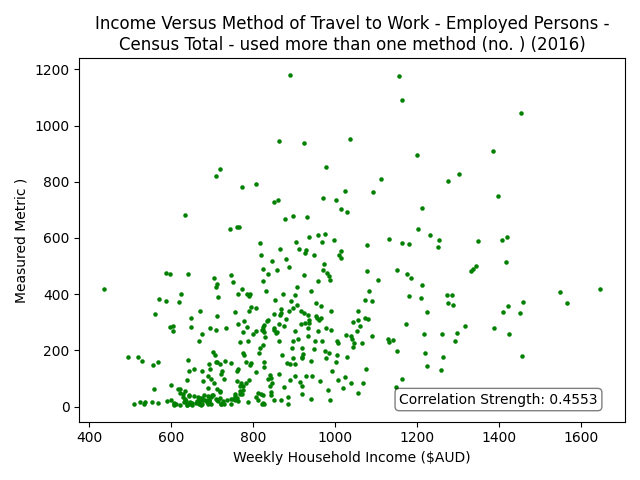 Income Versus Method of Travel to Work - Employed Persons -
Census Total - used more than one method (no. ) (2016)
1200
1000
800
600
400
200
0
Measured Metric )
Correlation Strength: 0.4553
400 600 800 1000 1200 1400 1600
Weekly Household Income ($AUD)